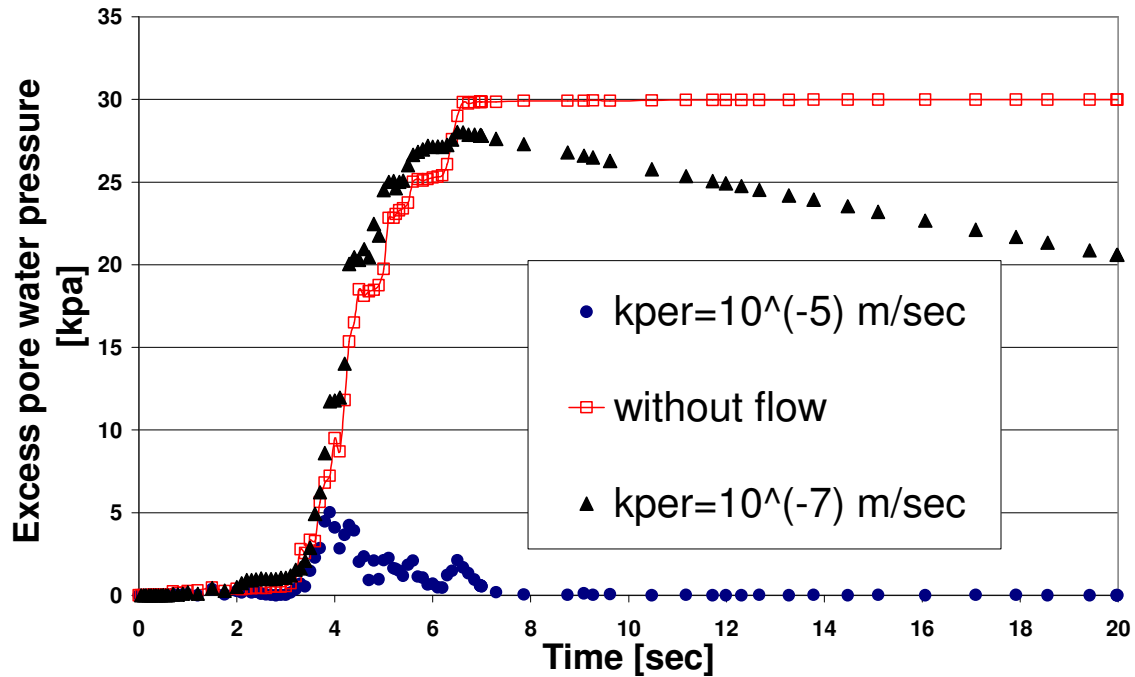 Excess pore water pressure
[kpa]
35
30
25
20
15
10
5
0
kper=10^(-5) m/sec
without flow
kper=10^(-7) m/sec
0 2 4 6 8 10 12 14 16 18 20
Time [sec]